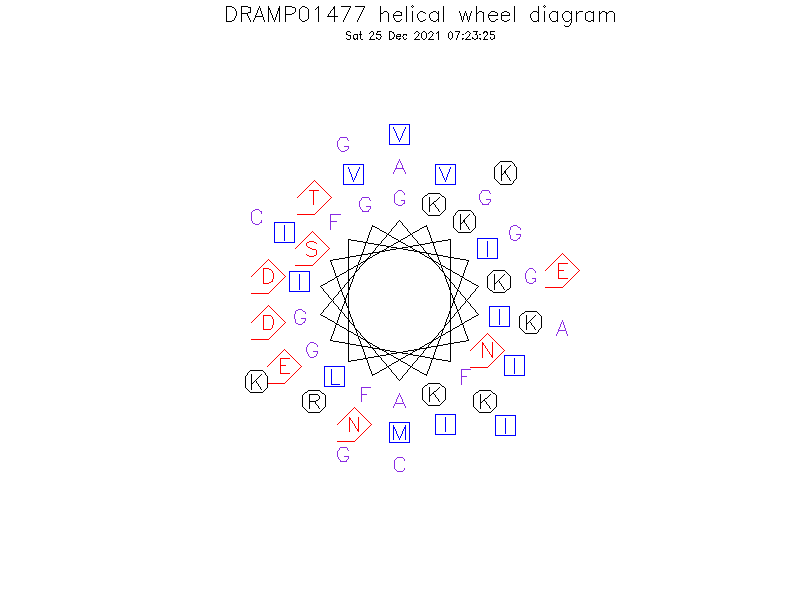 DRAMP01477 helical wheel diagram
Sat 25 Dec 2021 07:23:25
V
G
A
V V K
T G G K G
C F K
I G
S I
D I K G E
D G I K A
G N
E I
K L F
R F A K K
N M I I
G
C